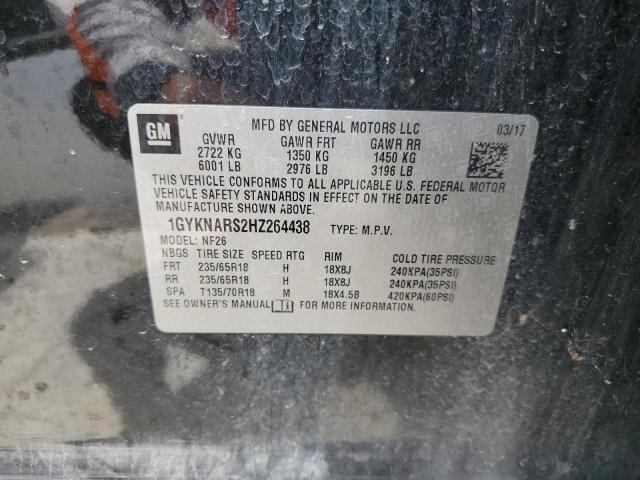 GM
MFD BY GENERAL MOTORS LLC 03/17
GVWR GAWR FRT GAWR RR
2722 KG 1350 KG 1450 KG
6001 LB 2976 LB 3196 LB
THIS VEHICLE CONFORMS TO ALL APPLICABLE U.S. FEDERAL MOTOR
VEHICLE SAFETY STANDARDS IN EFFECT ON THE DATE OF
MANUFACTURE SHOWN ABOVE.
1GYKNARS2HZ264438 TYPE: M.P.V.
MODEL: NF26
NBGS TIRE SIZE SPEED RTG RIM COLD TIRE PRESSURE
FRT 235/65R18 H 18X8J 240KPA(35PSI)
RR 235/65R18 H 18X8J 240KPA(35PSI)
SPA T135/70R18 M 18X4.5B 420KPA(60PSI)
SEE OWNER'S MANUAL FOR MORE INFORMATION.